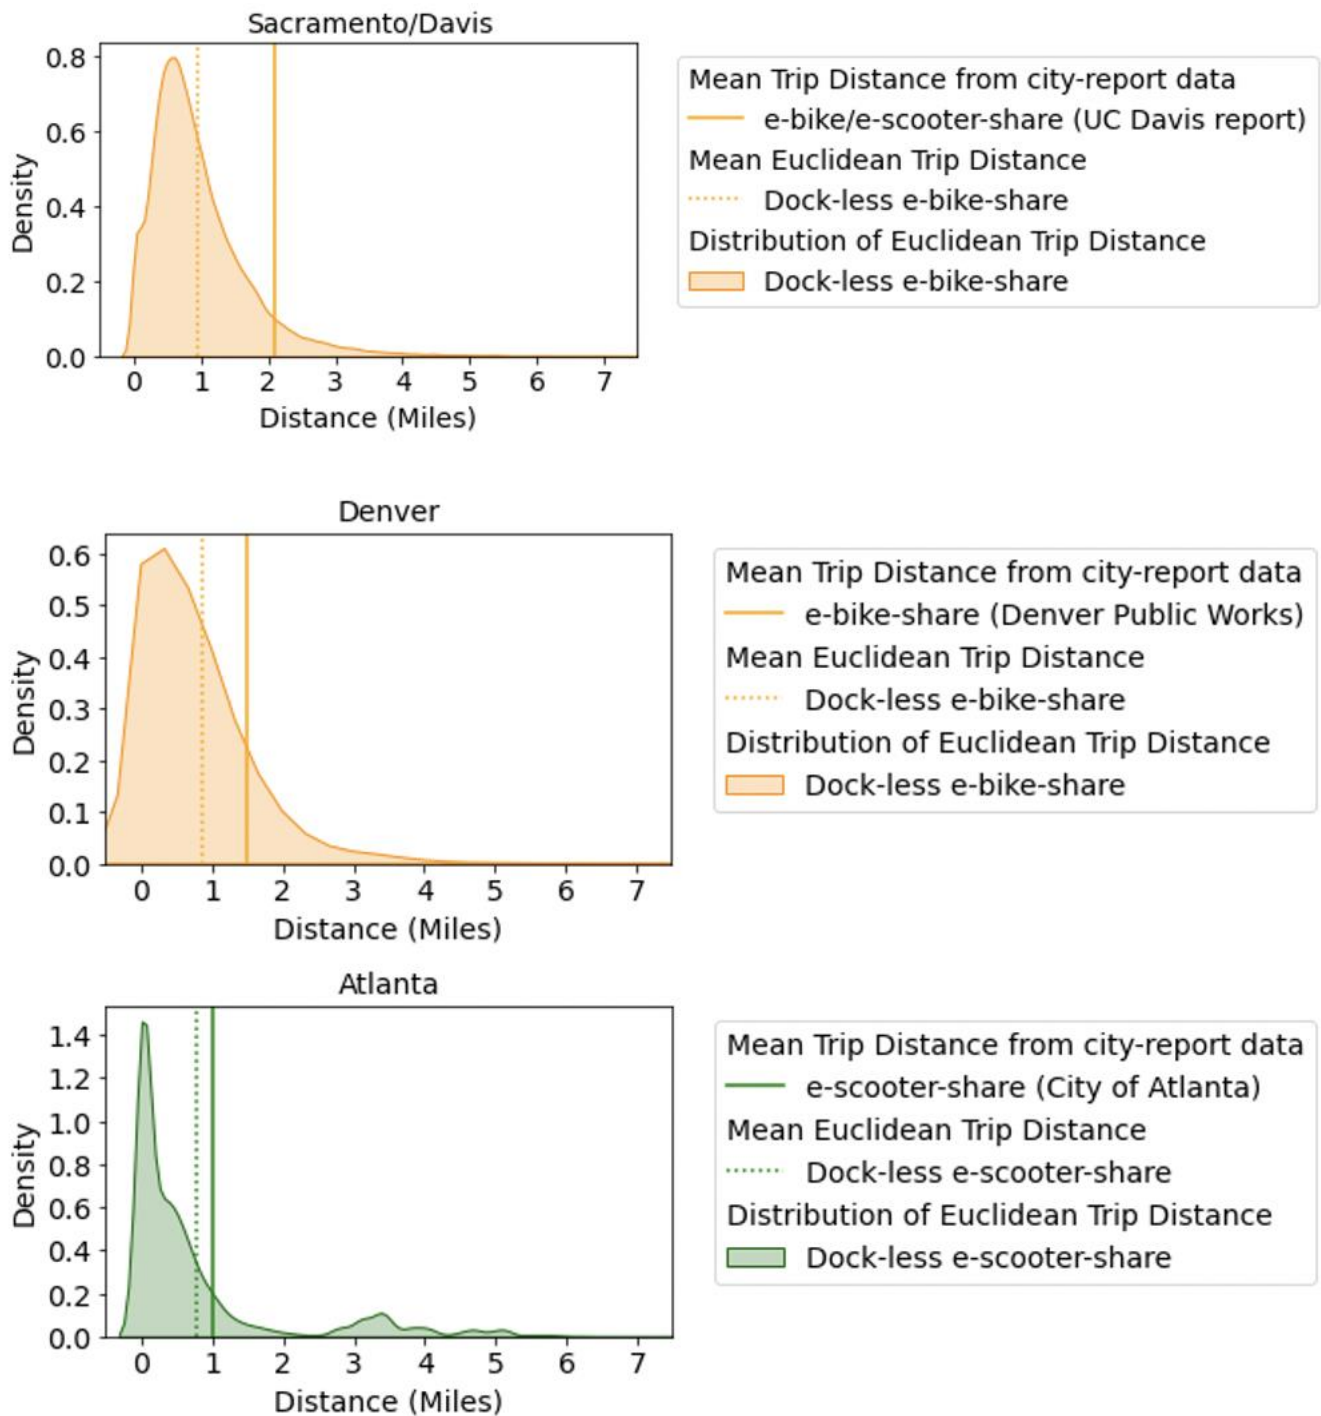 Sacramento/Davis
0.8
0.6
0.4
0.2
0.0
Density
0 1 2 3 4 5 6 7
Distance (Miles)
Mean Trip Distance from city-report data
e-bike/e-scooter-share (UC Davis report)
Mean Euclidean Trip Distance
Dock-less e-bike-share
Distribution of Euclidean Trip Distance
Dock-less e-bike-share
Denver
0.6
0.5
0.4
0.3
0.2
0.1
0.0
Density
0 1 2 3 4 5 6 7
Distance (Miles)
Mean Trip Distance from city-report data
e-bike-share (Denver Public Works)
Mean Euclidean Trip Distance
Dock-less e-bike-share
Distribution of Euclidean Trip Distance
Dock-less e-bike-share
Atlanta
1.4
1.2
1.0
0.8
0.6
0.4
0.2
0.0
Density
0 1 2 3 4 5 6 7
Distance (Miles)
Mean Trip Distance from city-report data
e-scooter-share (City of Atlanta)
Mean Euclidean Trip Distance
Dock-less e-scooter-share
Distribution of Euclidean Trip Distance
Dock-less e-scooter-share